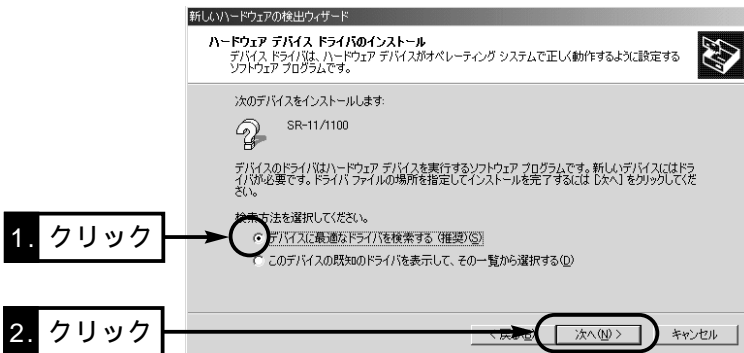 新しいハードウェアの検出ウィザード
ハードウェア デバイス ドライバのインストール
デバイス ドライバは、ハードウェア デバイスがオペレーティング システムで正しく動作するように設定する
ソフトウェア プログラムです。
次のデバイスをインストールします:
SR-11/1100
デバイスのドライバはハードウェア デバイスを実行するソフトウェア プログラムです。新しいデバイスにはドラ
イバが必要です。ドライバ ファイルの場所を指定してインストールを完了するには [次へ] をクリックしてくだ
さい。
検索方法を選択してください。
1. クリック
デバイスに最適なドライバを検索する (推奨)(S)
このデバイスの既知のドライバを表示して、その一覧から選択する(D)
2. クリック
< 戻る(B)
次へ(N) >
キャンセル